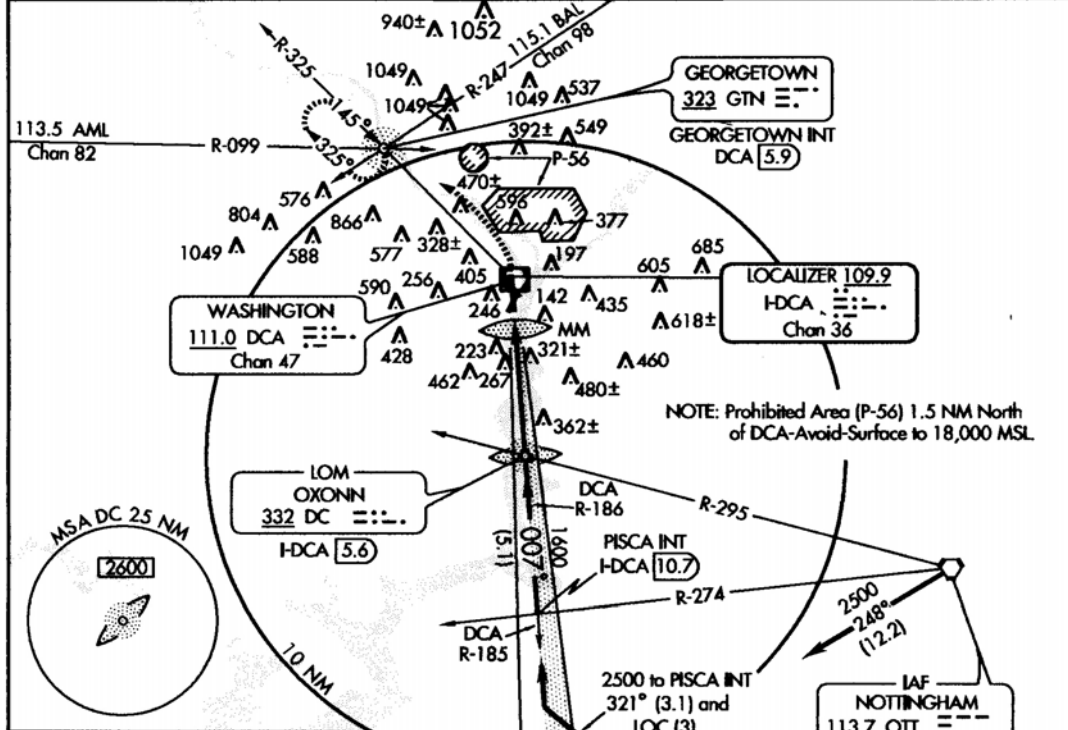 940±
1052
R-325
115.1 BAL
Chan 98
R-247
1049
1049
1049
537
GEORGETOWN
323 GTN
GEORGETOWN INT
DCA 5.9
113.5 AML
Chan 82
R-099
145°
325°
392±
549
P-56
470±
576
596
377
804
866
1049
588
577
328±
405
197
685
605
LOCALIZER 109.9
I-DCA
Chan 36
590
256
246
142
435
618±
WASHINGTON
111.0 DCA
Chan 47
MM
428
223
321±
460
462
267
480±
362±
NOTE: Prohibited Area (P-56) 1.5 NM North
of DCA-Avoid-Surface to 18,000 MSL
LOM
OXONN
332 DC
I-DCA 5.6
DCA
R-186
R-295
MSA DC 25 NM
2600
007°
1600
(5.1)
PISCA INT
I-DCA 10.7
R-274
2500
248°
(12.2)
DCA
R-185
10 NM
2500 to PISCA INT
321° (3.1) and
LOC (3)
IAF
NOTTINGHAM
113.7 OTT